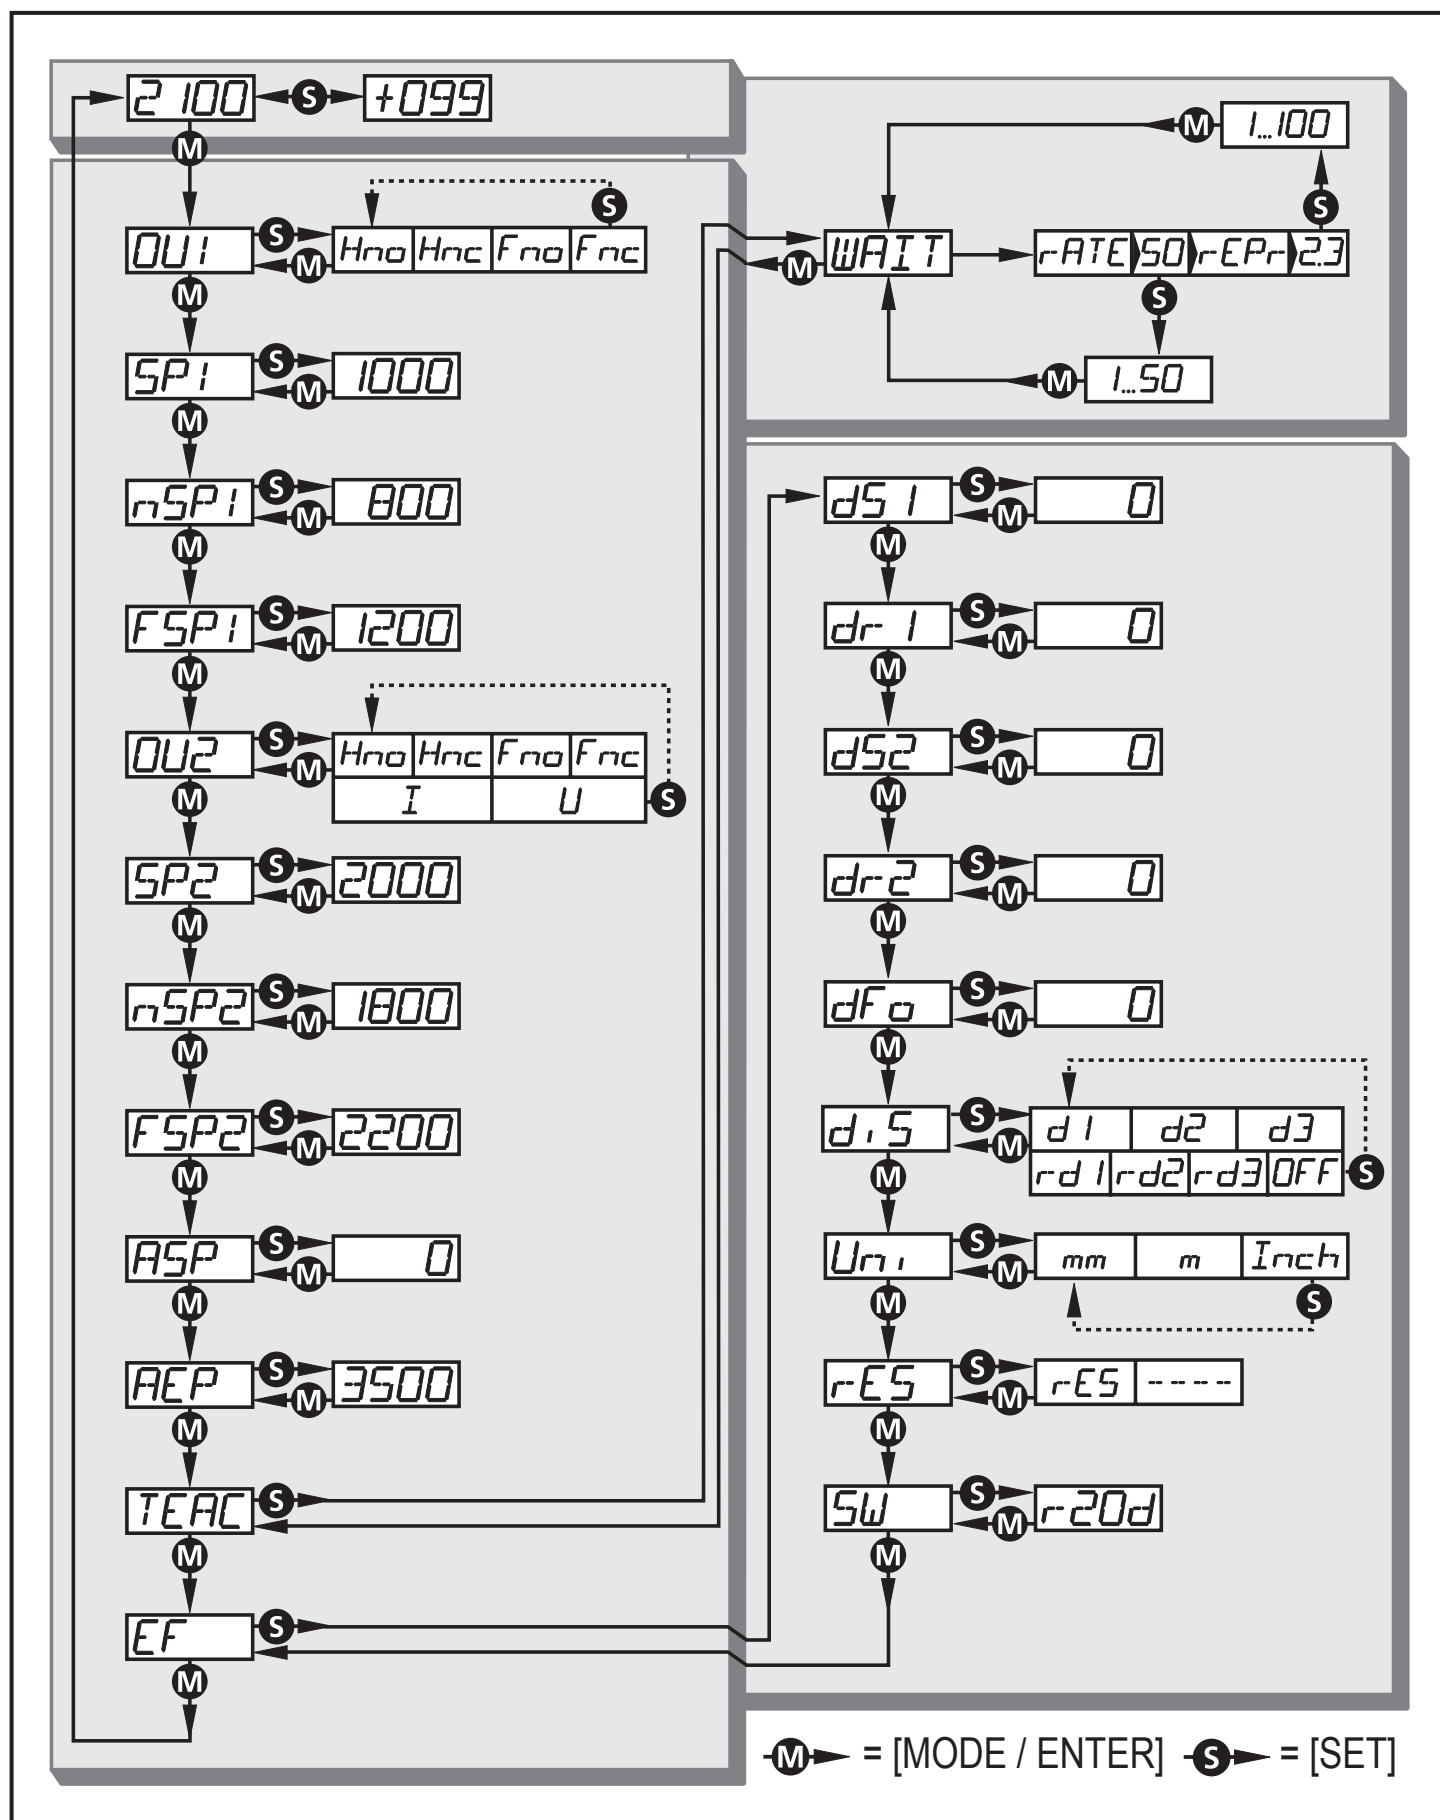 2 100 S +099
M
OU1 S M Hno Hnc Fno Fnc S
M
SP1 S M 1000
M
nSP1 S M 800
M
FSP1 S M 1200
M
OU2 S M Hno Hnc Fno Fnc
I U S
M
SP2 S M 2000
M
nSP2 S M 1800
M
FSP2 S M 2200
M
ASP S M 0
M
AEP S M 3500
M
TEAC S
M
EF S
M
M 1...100
S
M WAIT rATE 50 rEPr 2.3
S
M 1...50
dS1 S M 0
M
dr1 S M 0
M
dS2 S M 0
M
dr2 S M 0
M
dFo S M 0
M
diS S M d1 d2 d3
rd1 rd2 rd3 OFF S
M
Uni S M mm m Inch
S
M
rES S M rES ----
M
SW S M r20d
M
M = [MODE / ENTER] S = [SET]